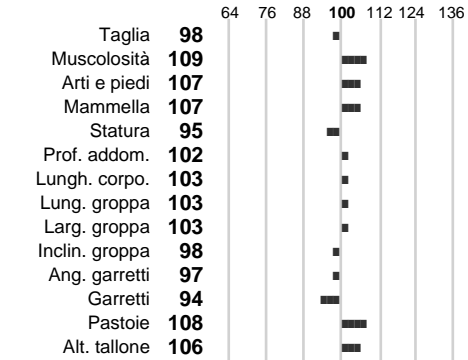 64 76 88 100 112 124 136
Taglia 98
Muscolosità 109
Arti e piedi 107
Mammella 107
Statura 95
Prof. addom. 102
Lungh. corpo. 103
Lung. groppa 103
Larg. groppa 103
Inclin. groppa 98
Ang. garretti 97
Garretti 94
Pastoie 108
Alt. tallone 106